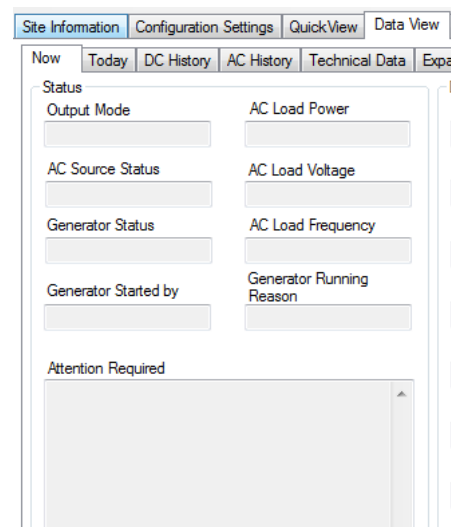 Site Information Configuration Settings QuickView Data View
Now Today DC History AC History Technical Data
Status
Output Mode AC Load Power
AC Source Status AC Load Voltage
Generator Status AC Load Frequency
Generator Started by Generator Running
Reason
Attention Required